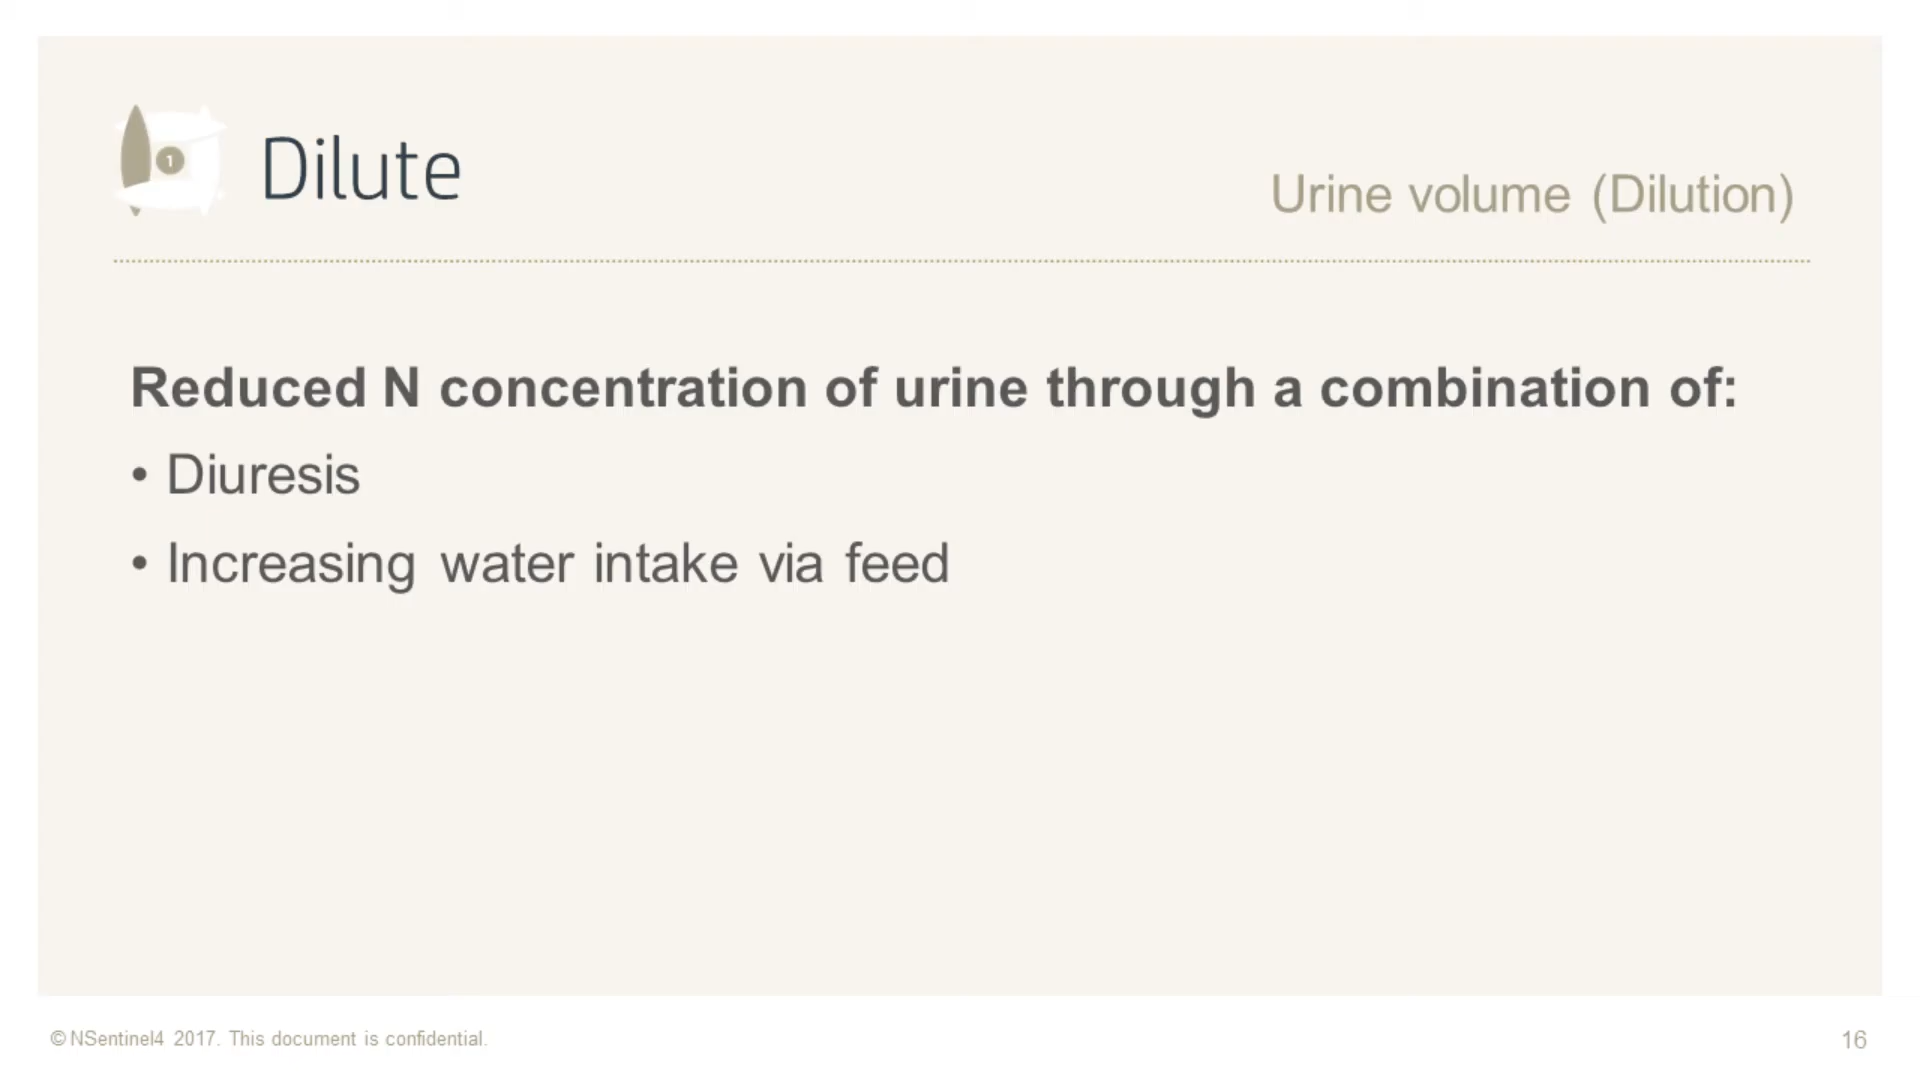 1
Dilute
Urine volume (Dilution)
Reduced N concentration of urine through a combination of:
• Diuresis
• Increasing water intake via feed
© NSentinel4 2017. This document is confidential.
16